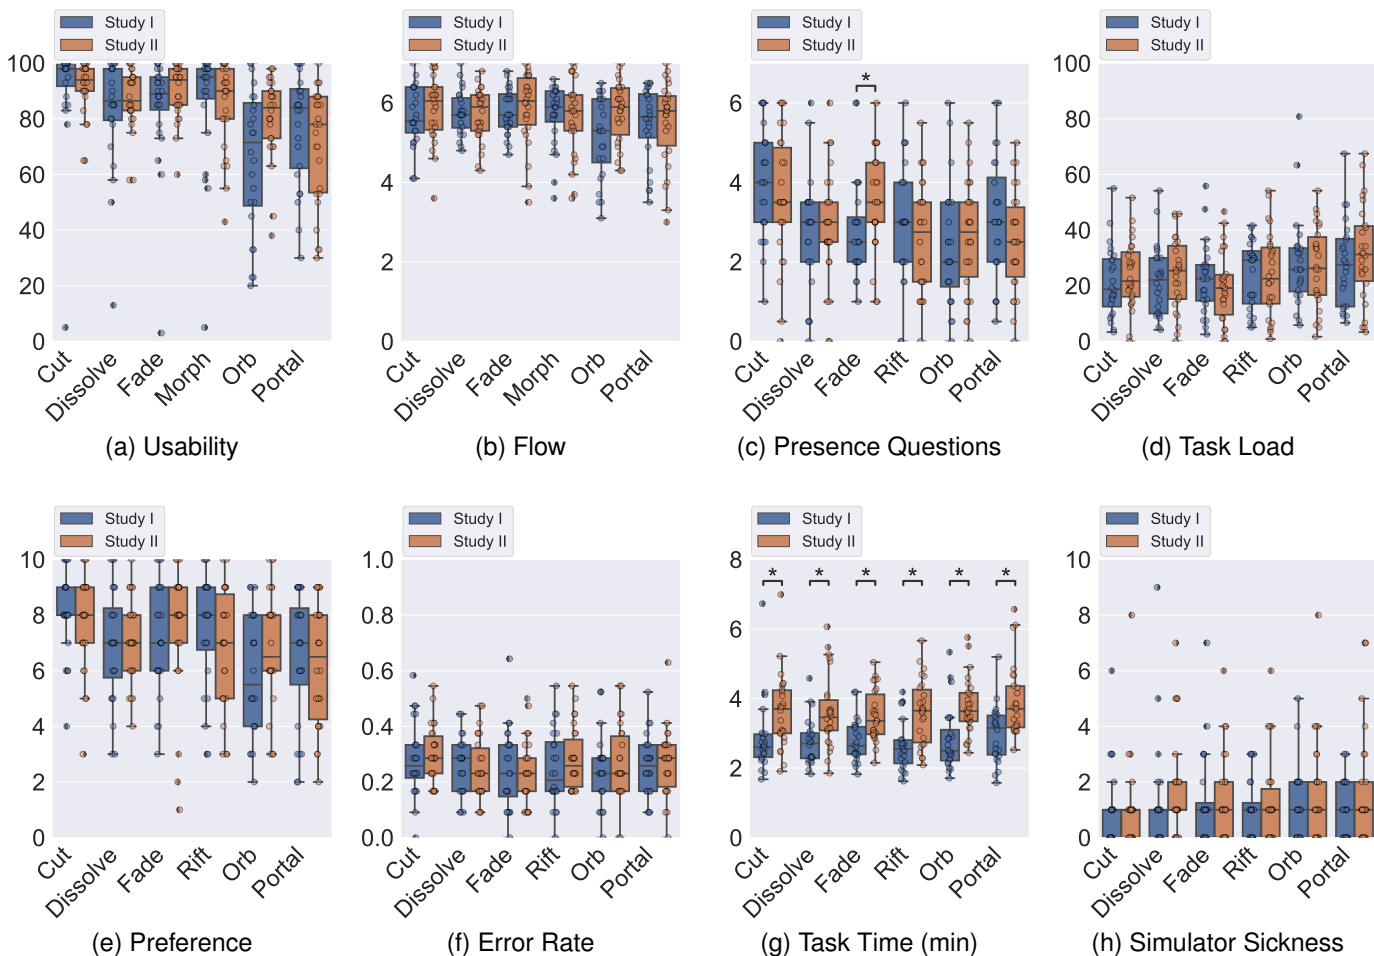 Study I
Study II
100
80
60
40
20
0
Cut
Dissolve
Fade
Morph
Orb
Portal
(a) Usability
Study I
Study II
6
4
2
0
Cut
Dissolve
Fade
Morph
Orb
Portal
(b) Flow
Study I
Study II
*
6
4
2
0
Cut
Dissolve
Fade
Rift
Orb
Portal
(c) Presence Questions
Study I
Study II
100
80
60
40
20
0
Cut
Dissolve
Fade
Rift
Orb
Portal
(d) Task Load
Study I
Study II
10
8
6
4
2
0
Cut
Dissolve
Fade
Rift
Orb
Portal
(e) Preference
Study I
Study II
1.0
0.8
0.6
0.4
0.2
0.0
Cut
Dissolve
Fade
Rift
Orb
Portal
(f) Error Rate
Study I
Study II
* * * * * *
8
6
4
2
0
Cut
Dissolve
Fade
Rift
Orb
Portal
(g) Task Time (min)
Study I
Study II
10
8
6
4
2
0
Cut
Dissolve
Fade
Rift
Orb
Portal
(h) Simulator Sickness